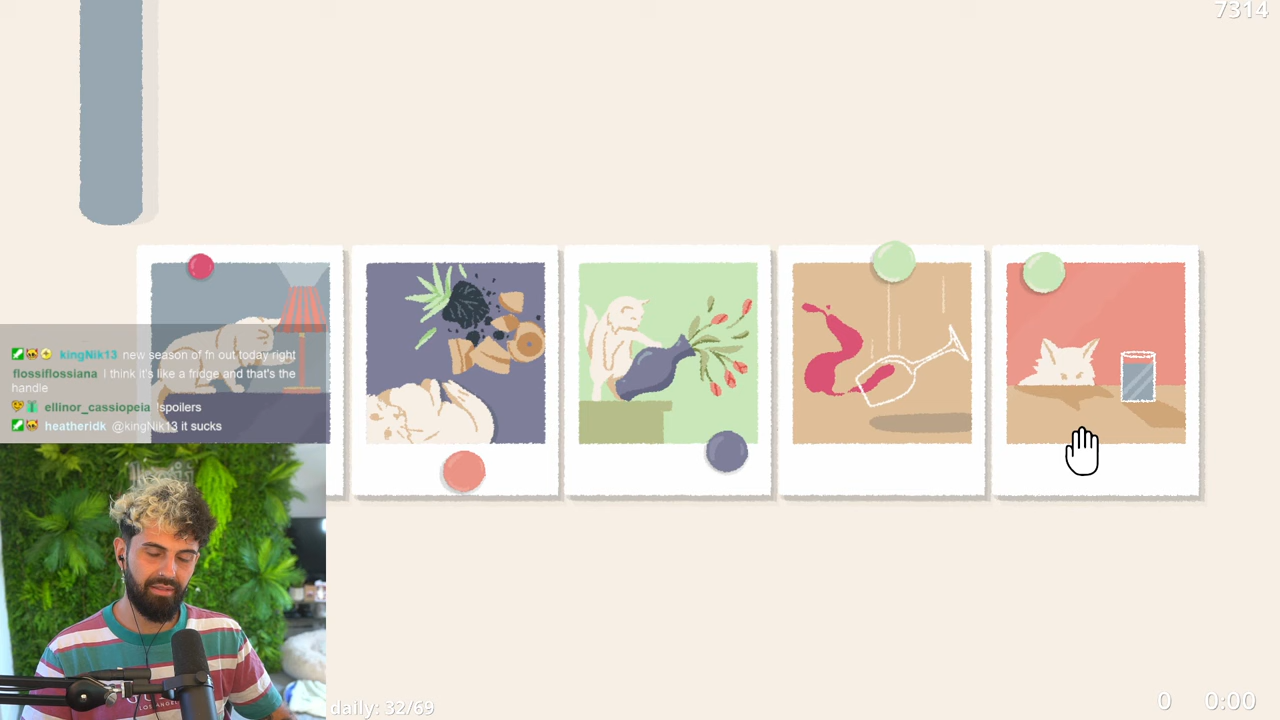 7314
kingNik13 new season of fn out today right
flossiflossiana I think it's like a fridge and that's the
handle
ellinor_cassiopeia !spoilers
heatheridk @kingNik13 it sucks
daily: 32/69
0 0:00